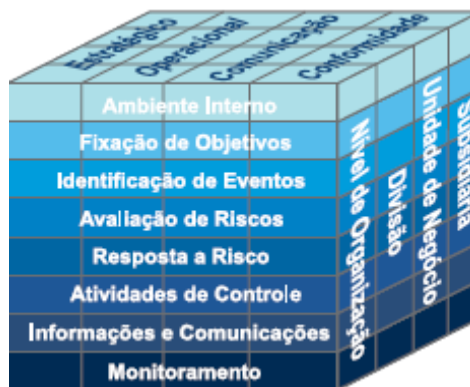 Estratégico
Operacional
Comunicação
Conformidade
Ambiente Interno
Fixação de Objetivos
Identificação de Eventos
Avaliação de Riscos
Resposta a Risco
Atividades de Controle
Informações e Comunicações
Monitoramento
Nível de Organização
Divisão
Unidade de Negócio
Subsidiária